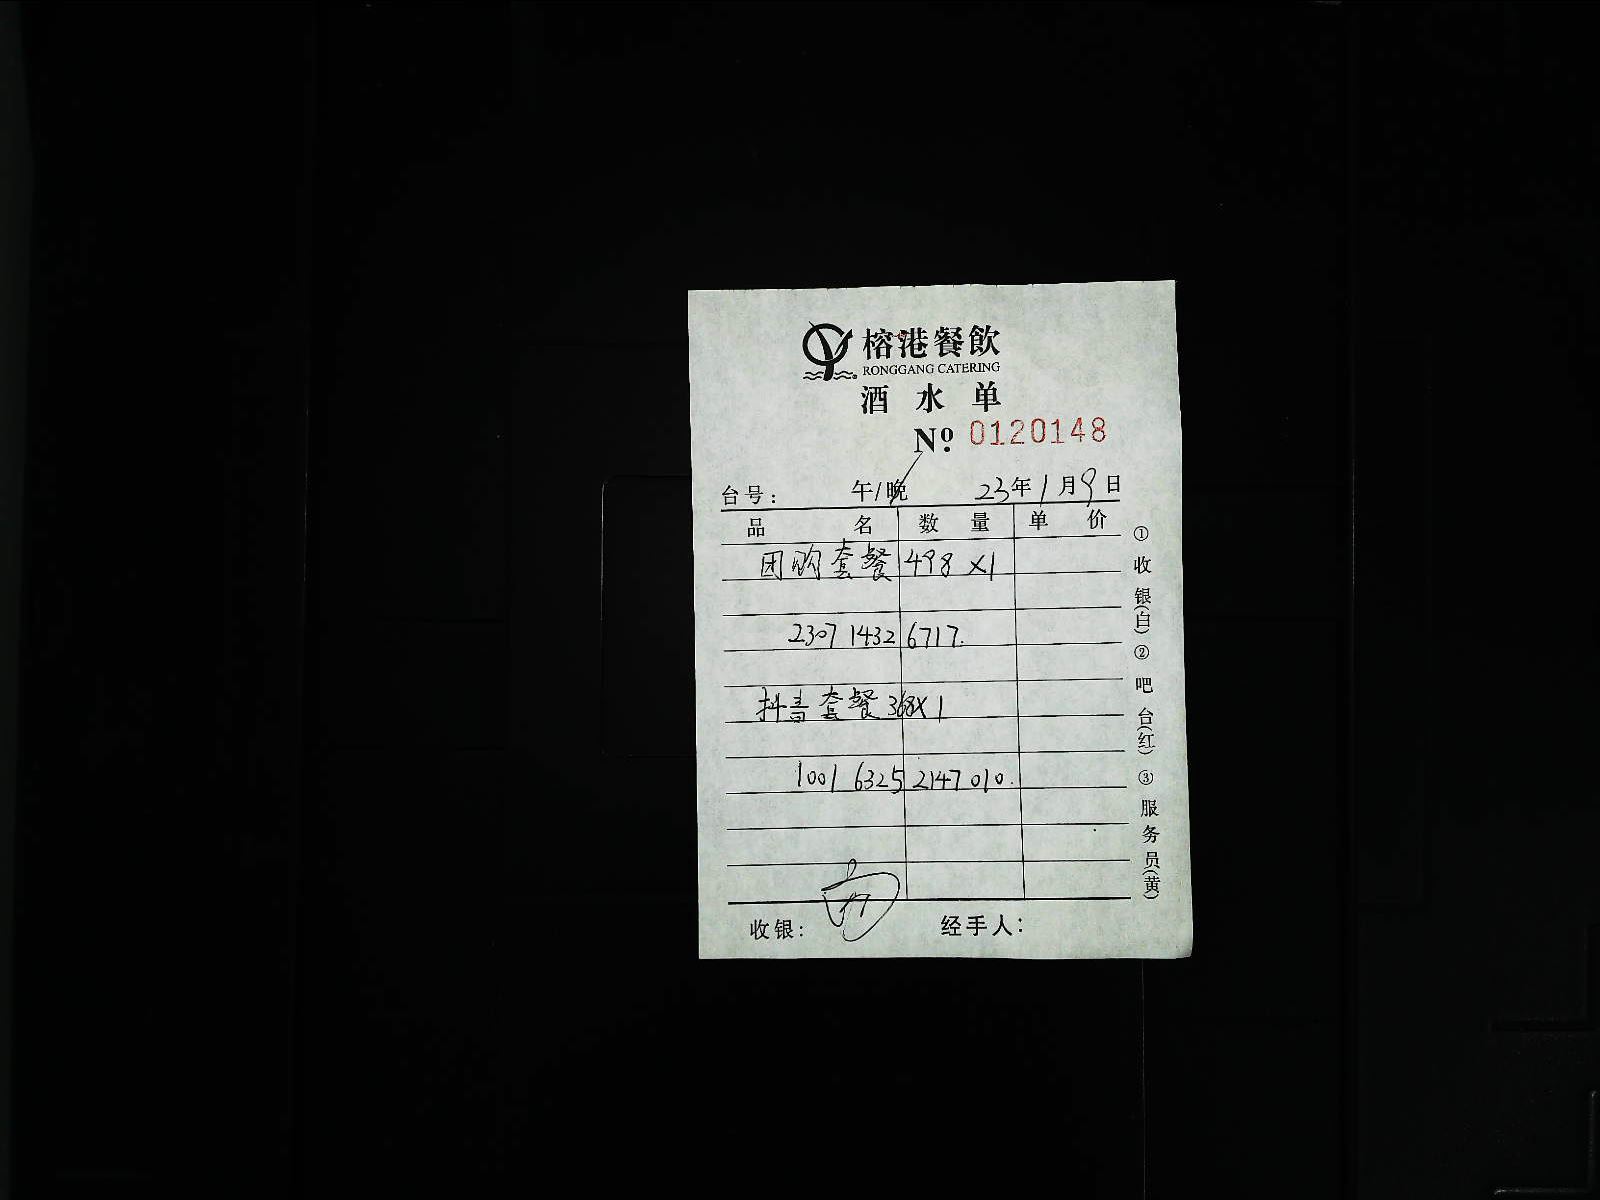 榕港餐飲
RONGGANG CATERING
酒水单
Nº 0120148
台号: 午/晚 23年1月9日
品名 数量 单价
团购套餐 498 x1
2307 1432 6717.
抖音套餐 368x1
1001 6325 2147 010.
收银: 经手人:
①收银(白)②吧台(红)③服务员(黄)